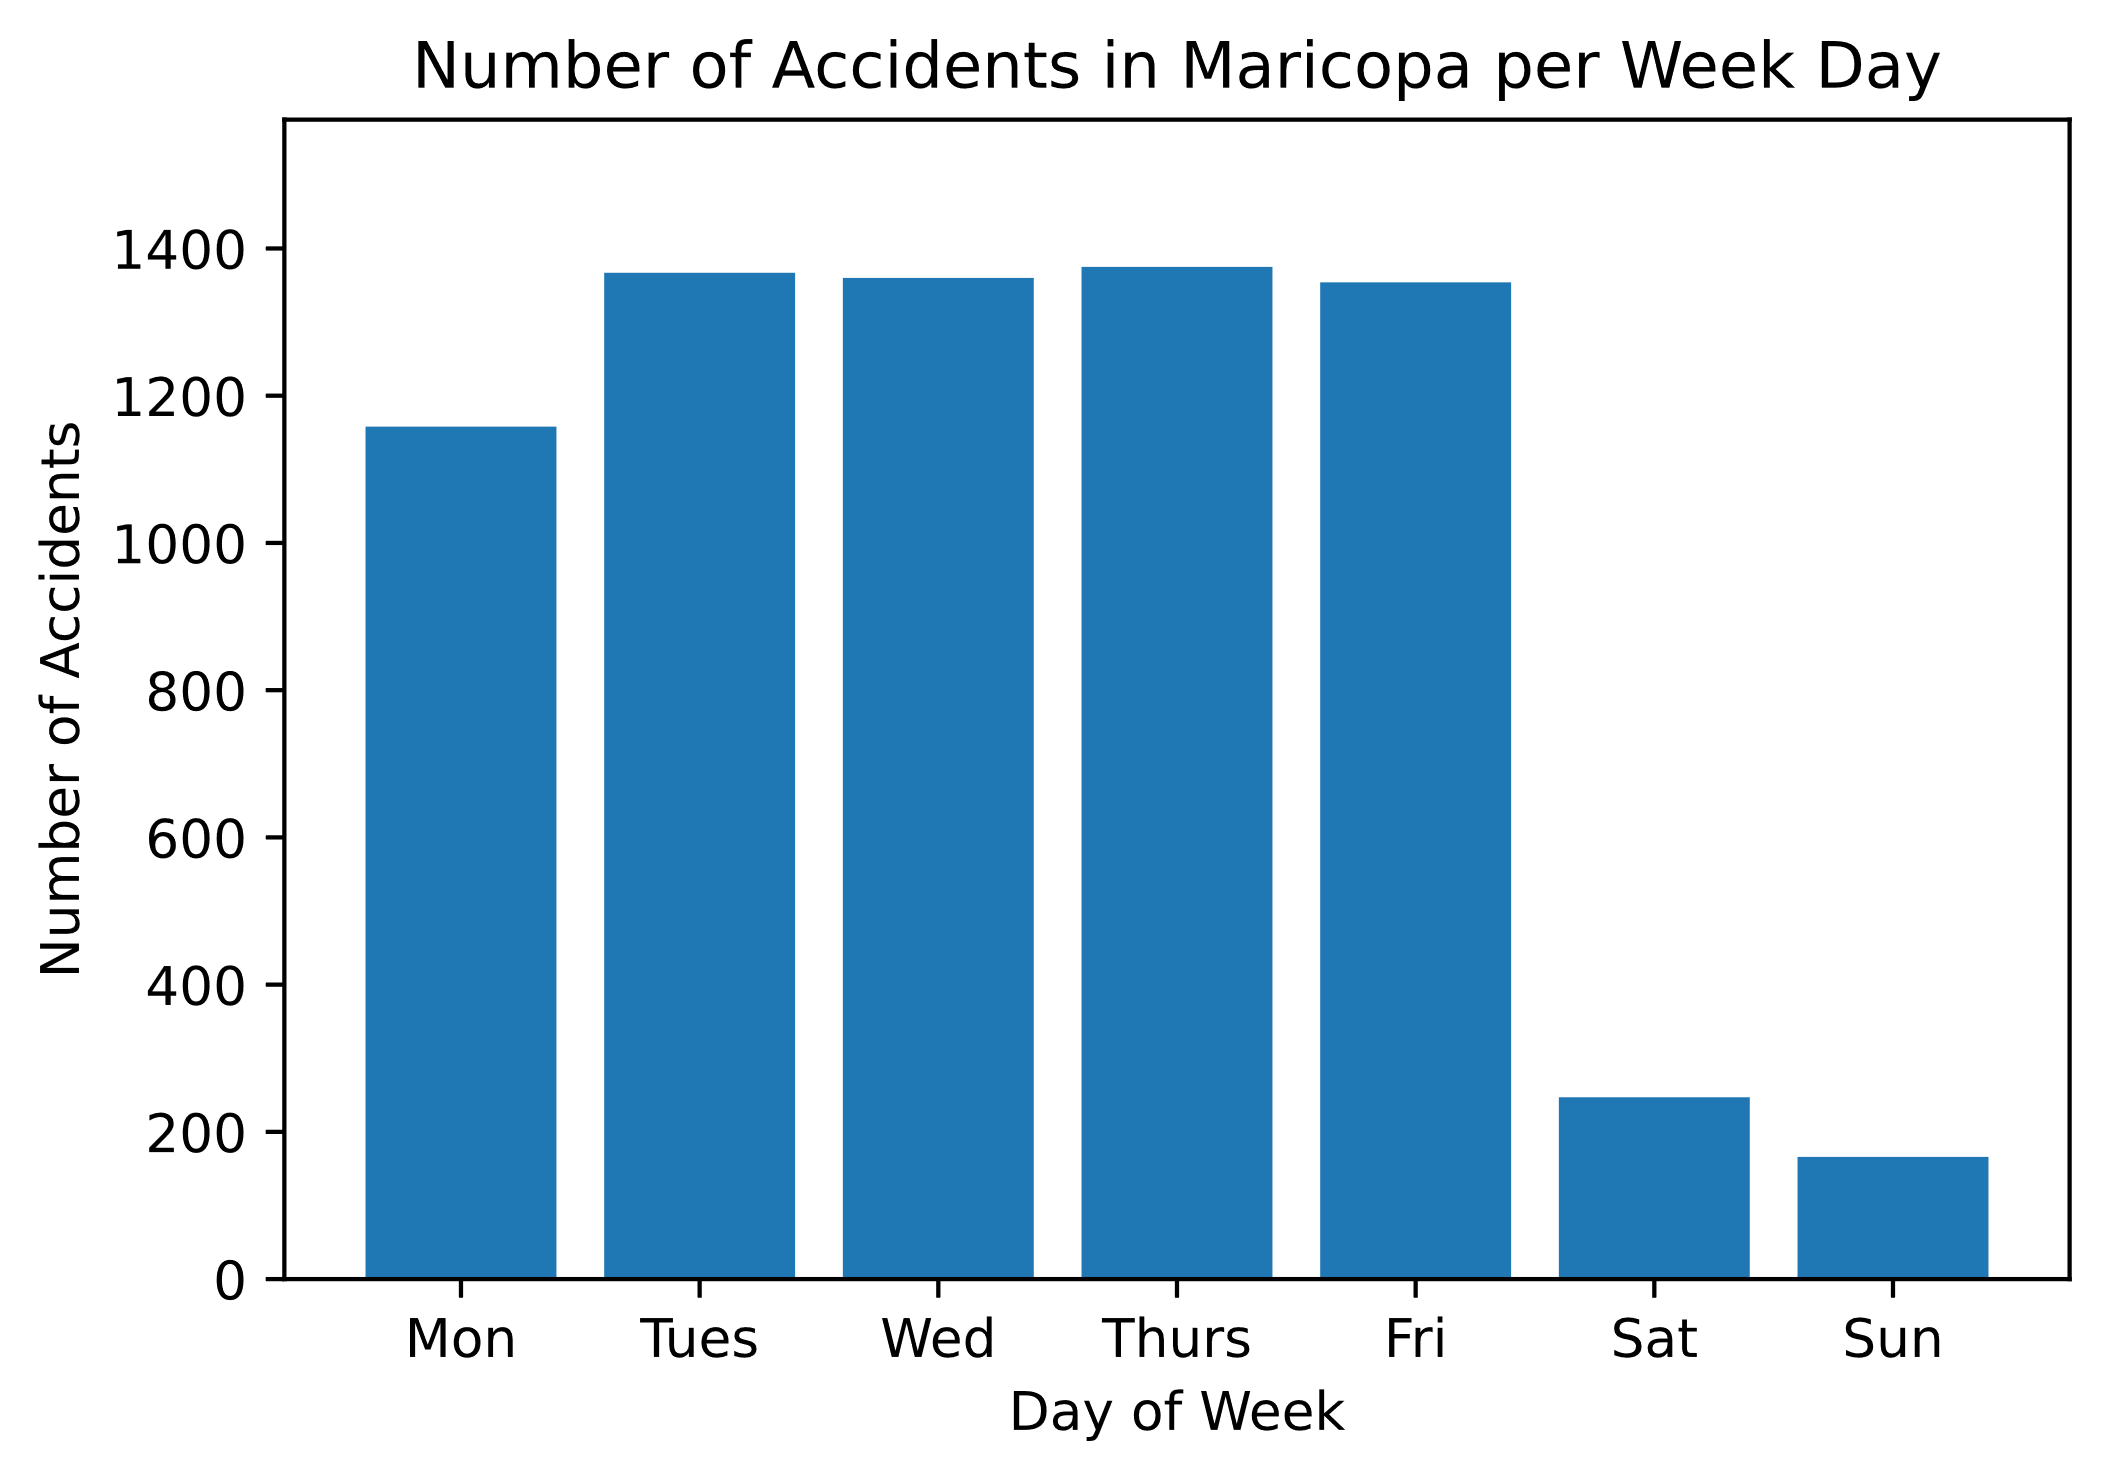 Number of Accidents in Maricopa per Week Day
Number of Accidents
1400
1200
1000
800
600
400
200
0
Mon Tues Wed Thurs Fri Sat Sun
Day of Week